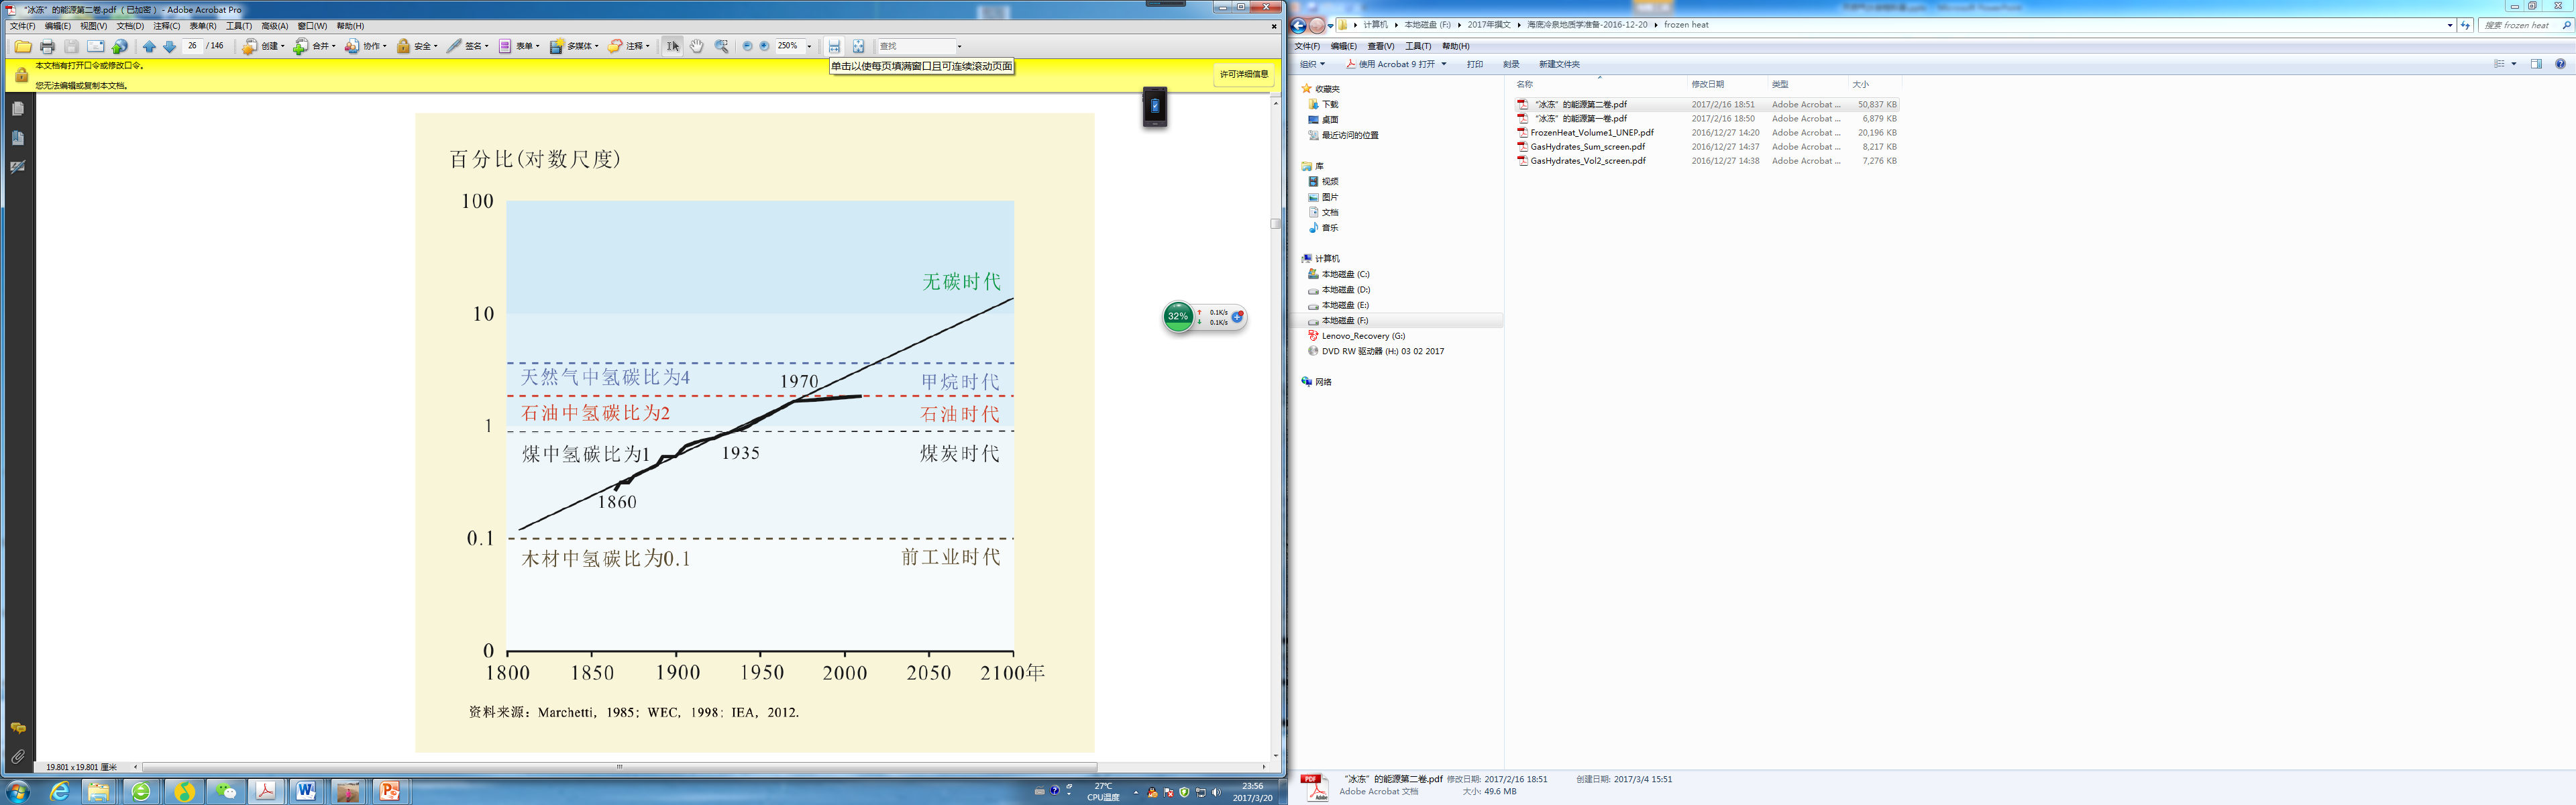 “冰冻”的能源第二卷.pdf（已加密） - Adobe Acrobat Pro
文件(F) 编辑(E) 视图(V) 文档(D) 注释(C) 表单(R) 工具(T) 高级(A) 窗口(W) 帮助(H)
26 / 146 创建 合并 协作 安全 签名 表单 多媒体 注释 250% 查找
单击以使每页填满窗口且可连续滚动页面
本文档有打开口令或修改口令。
您无法编辑或复制本文档。
许可详细信息
百分比(对数尺度)
100
无碳时代
10
天然气中氢碳比为4
1970
甲烷时代
石油中氢碳比为2
石油时代
1
煤中氢碳比为1
1935
煤炭时代
1860
0.1
木材中氢碳比为0.1
前工业时代
0
1800 1850 1900 1950 2000 2050 2100年
资料来源：Marchetti，1985；WEC，1998；IEA，2012.
32%
0.1K/s
0.1K/s
19.801 x 19.801 厘米
27℃
CPU温度
23:56
2017/3/20
计算机 本地磁盘 (F:) 2017年撰文 海底冷泉地质学准备-2016-12-20 frozen heat
搜索 frozen heat
文件(F) 编辑(E) 查看(V) 工具(T) 帮助(H)
组织 使用 Acrobat 9 打开 打印 刻录 新建文件夹
收藏夹
下载
桌面
最近访问的位置
库
视频
图片
文档
音乐
计算机
本地磁盘 (C:)
本地磁盘 (D:)
本地磁盘 (E:)
本地磁盘 (F:)
Lenovo_Recovery (G:)
DVD RW 驱动器 (H:) 03 02 2017
网络
名称 修改日期 类型 大小
“冰冻”的能源第二卷.pdf 2017/2/16 18:51 Adobe Acrobat ... 50,837 KB
“冰冻”的能源第一卷.pdf 2017/2/16 18:50 Adobe Acrobat ... 6,879 KB
FrozenHeat_Volume1_UNEP.pdf 2016/12/27 14:20 Adobe Acrobat ... 20,196 KB
GasHydrates_Sum_screen.pdf 2016/12/27 14:37 Adobe Acrobat ... 8,217 KB
GasHydrates_Vol2_screen.pdf 2016/12/27 14:38 Adobe Acrobat ... 7,276 KB
“冰冻”的能源第二卷.pdf 修改日期: 2017/2/16 18:51 创建日期: 2017/3/4 15:51
Adobe Acrobat 文档 大小: 49.6 MB